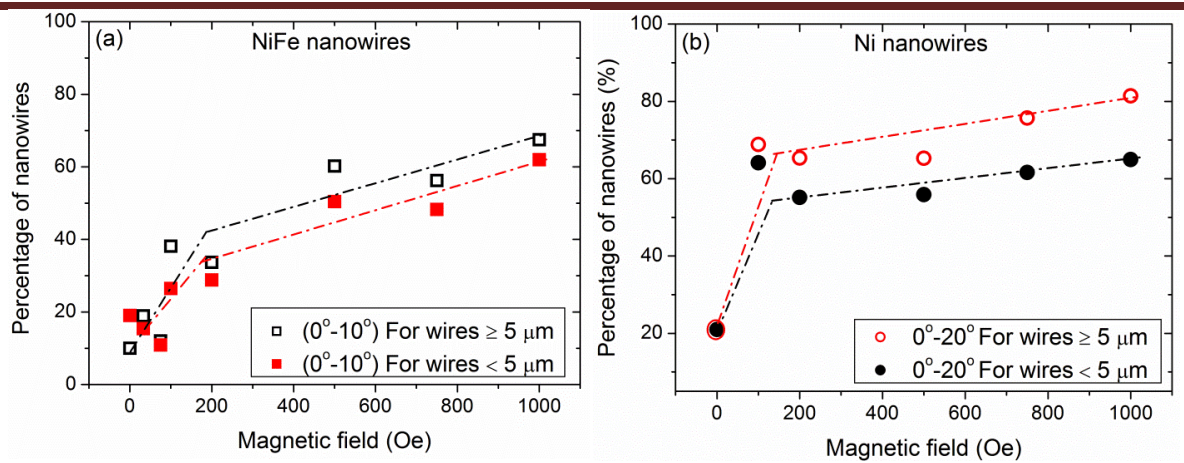 (a) NiFe nanowires
Percentage of nanowires
100
80
60
40
20
0
0 200 400 600 800 1000
Magnetic field (Oe)
(0°-10°) For wires ≥ 5 μm
(0°-10°) For wires < 5 μm
(b) Ni nanowires
Percentage of nanowires (%)
100
80
60
40
20
0 200 400 600 800 1000
Magnetic field (Oe)
0°-20° For wires ≥ 5 μm
0°-20° For wires < 5 μm